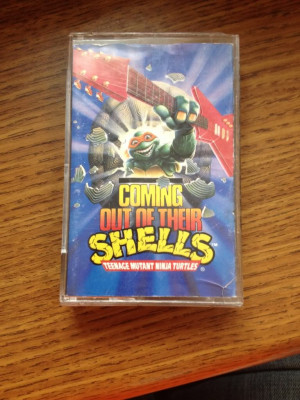 COMING
OUT OF THEIR
SHELLS
TEENAGE MUTANT NINJA TURTLES